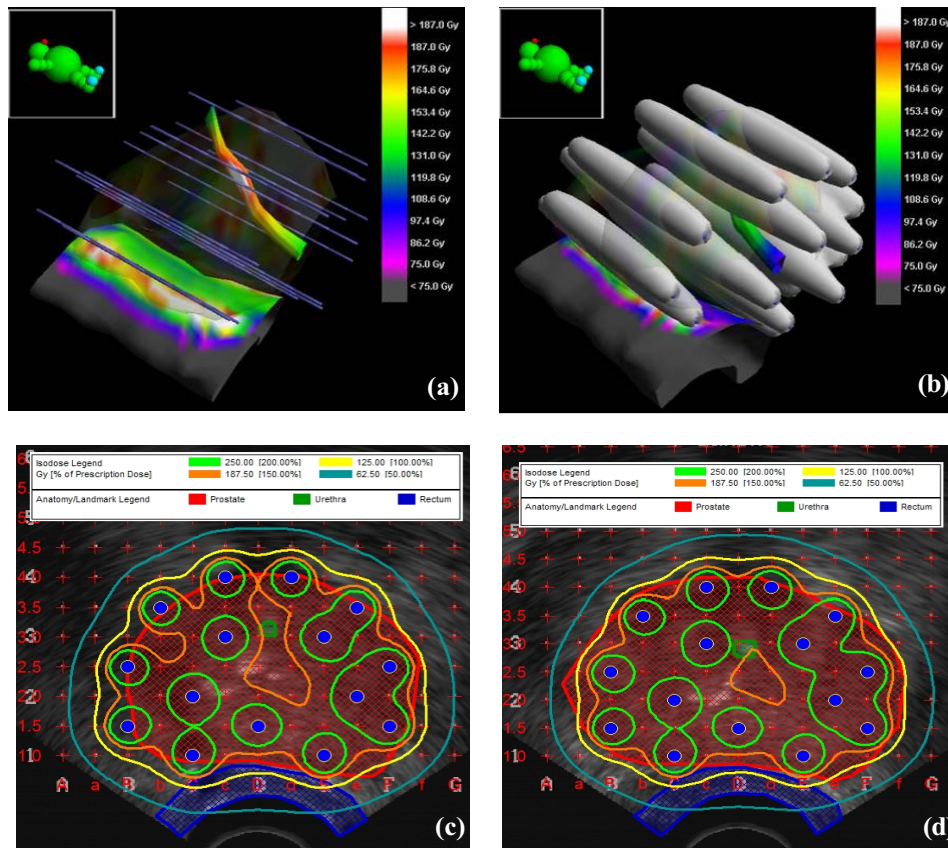 > 187.0 Gy
187.0 Gy
175.8 Gy
164.6 Gy
153.4 Gy
142.2 Gy
131.0 Gy
119.8 Gy
108.6 Gy
97.4 Gy
86.2 Gy
75.0 Gy
< 75.0 Gy
(a)
> 187.0 Gy
187.0 Gy
175.8 Gy
164.6 Gy
153.4 Gy
142.2 Gy
131.0 Gy
119.8 Gy
108.6 Gy
97.4 Gy
86.2 Gy
75.0 Gy
< 75.0 Gy
(b)
Isodose Legend 250.00 [200.00%] 125.00 [100.00%]
Gy [% of Prescription Dose] 187.50 [150.00%] 62.50 [50.00%]
Anatomy/Landmark Legend Prostate Urethra Rectum
5
4.5
4
3.5
3
2.5
2
1.5
1
A a B b C c D d E e F f G
(c)
6.5
Isodose Legend 250.00 [200.00%] 125.00 [100.00%]
Gy [% of Prescription Dose] 187.50 [150.00%] 62.50 [50.00%]
Anatomy/Landmark Legend Prostate Urethra Rectum
5
4.5
4
3.5
3
2.5
2
1.5
1
A a B b C c D d E e F f G
(d)